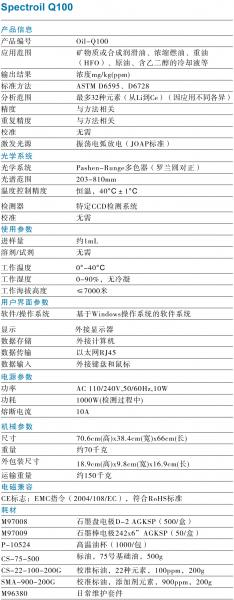 Spectroil Q100
产品信息
产品编号 Oil-Q100
应用范围 矿物质或合成润滑油、浓缩燃油、重油
（HFO）、原油、含乙二醇的冷却液等
输出结果 浓度mg/kg(ppm)
标准方法 ASTM D6595、D6728
分析范围 最多32种元素（从Li到Ce）（因应用不同各异）
精度 与方法相关
重复精度 与方法相关
校准 无需
激发光源 振荡电弧放电（JOAP标准）
光学系统
光学系统 Pashen-Runge多色器（罗兰圆对正）
光谱范围 203-810mm
温度控制精度 恒温，40°C±1°C
检测器 特定CCD检测系统
校准 无需
使用参数
进样量 约1mL
溶剂/试剂 无需
工作温度 0°-40°C
工作湿度 0-90%，无冷凝
工作海拔高度 ≤7000米
用户界面参数
软件/操作系统 基于Windows操作系统的软件系统
显示 外接显示器
数据存储 外接计算机
数据传输 以太网RJ45
数据输入 外接键盘和鼠标
电源参数
功率 AC 110/240V,50/60Hz,10W
功耗 1000W(检测过程中)
熔断电流 10A
机械参数
尺寸 70.6cm(高)x38.4cm(宽)x66cm(长)
重量 约70千克
外包装尺寸 18.9cm(高)x9.8cm(宽)x16.9cm(长)
运输重量 约150千克
电磁兼容
CE标志：EMC指令（2004/108/EC），符合RoHS标准
耗材
M97008 石墨盘电极D-2 AGKSP（500/盒）
M97009 石墨棒电极242x6”AGKSP（50/盒）
P-10524 高温油杯（1000/包）
CS-75-500 标油，75号基础油，500g
CS-22-100-200G 校准标油，22种元素，100ppm，200g
SMA-900-200G 校准标油，添加剂元素，900ppm，200g
M96380 日常维护套件